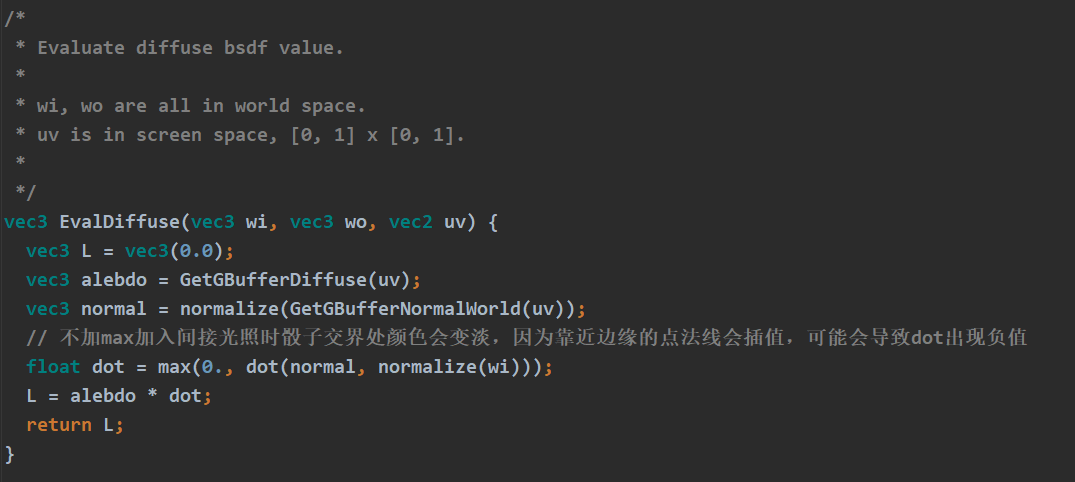 /*
 * Evaluate diffuse bsdf value.
 *
 * wi, wo are all in world space.
 * uv is in screen space, [0, 1] x [0, 1].
 *
 */
vec3 EvalDiffuse(vec3 wi, vec3 wo, vec2 uv) {
  vec3 L = vec3(0.0);
  vec3 alebdo = GetGBufferDiffuse(uv);
  vec3 normal = normalize(GetGBufferNormalWorld(uv));
  // 不加max加入间接光照时骰子交界处颜色会变淡，因为靠近边缘的点法线会插值，可能会导致dot出现负值
  float dot = max(0., dot(normal, normalize(wi)));
  L = alebdo * dot;
  return L;
}